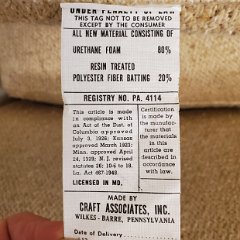 UNDER PENALTY OF LAW
THIS TAG NOT TO BE REMOVED
EXCEPT BY THE CONSUMER
ALL NEW MATERIAL CONSISTING OF
URETHANE FOAM 80%
RESIN TREATED
POLYESTER FIBER BATTING 20%
REGISTRY NO. PA. 4114
This article is made
in compliance with
an Act of the Dist. of
Columbia approved
July 3, 1926; Kansas
approved March 1923;
Minn. approved April
24, 1929; N. J. revised
statutes 26: 10-6 to 18.
La. Act 467-1948.
LICENSED IN MD.
Certification
is made by
the manufac-
turer that
the materials
in this article
are described in
accordance
with law.
MADE BY
CRAFT ASSOCIATES, INC.
WILKES-BARRE, PENNSYLVANIA
Date of Delivery